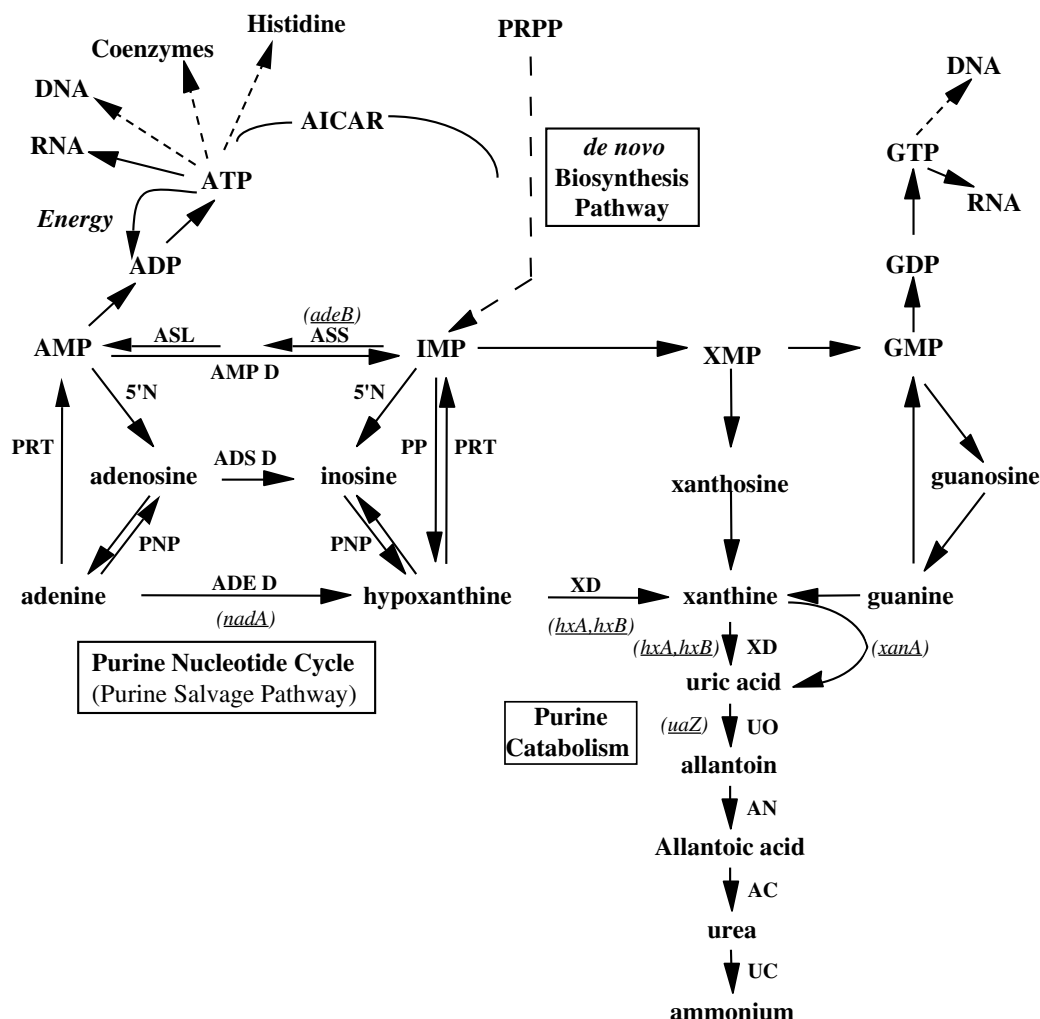 Histidine
PRPP
Coenzymes
DNA
DNA
AICAR
RNA
de novo
Biosynthesis
Pathway
GTP
ATP
RNA
Energy
ADP
GDP
(adeB)
ASL
ASS
AMP
IMP
XMP
GMP
AMP D
5'N
5'N
PRT
PP
PRT
ADS D
adenosine
inosine
xanthosine
guanosine
PNP
PNP
ADE D
XD
adenine
hypoxanthine
xanthine
guanine
(nadA)
(hxA,hxB)
(hxA,hxB)
XD
(xanA)
Purine Nucleotide Cycle
(Purine Salvage Pathway)
uric acid
Purine
Catabolism
(uaZ)
UO
allantoin
AN
Allantoic acid
AC
urea
UC
ammonium